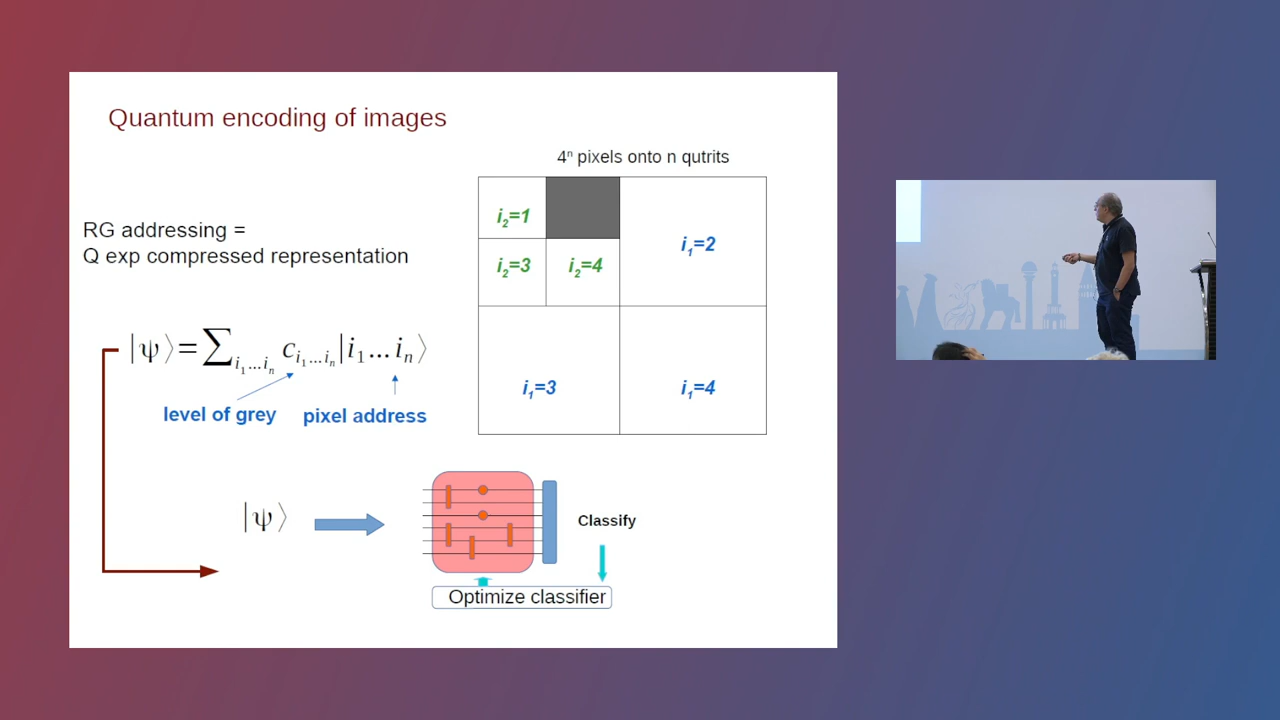 Quantum encoding of images
4ⁿ pixels onto n qutrits
RG addressing =
Q exp compressed representation
i₂=1
i₁=2
i₂=3
i₂=4
i₁=3
i₁=4
|ψ⟩=∑ᵢ₁…ᵢₙ cᵢ₁…ᵢₙ|i₁…iₙ⟩
level of grey
pixel address
|ψ⟩
Classify
Optimize classifier